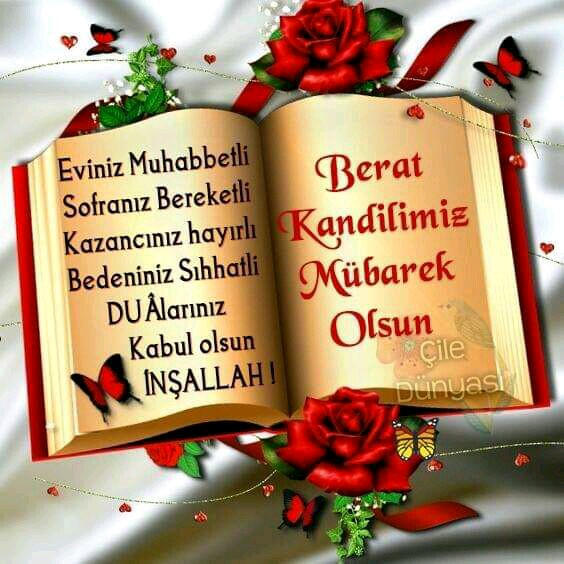 Eviniz Muhabbetli
Sofranız Bereketli
Kazancınız hayırlı
Bedeniniz Sıhhatli
DUÂlarınız
Kabul olsun
İNŞALLAH !
Berat
Kandilimiz
Mübarek
Olsun
Çile
Dünyası